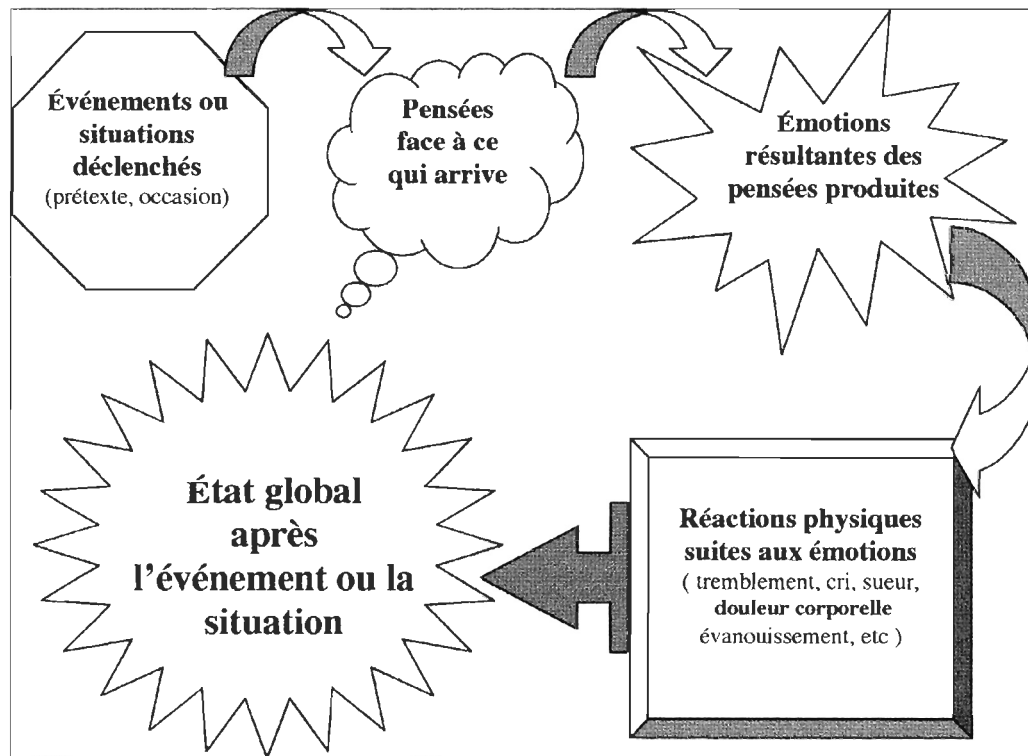 Événements ou
situations
déclenchés
(prétexte, occasion)
Pensées
face à ce
qui arrive
Émotions
résultantes des
pensées produites
Réactions physiques
suites aux émotions
( tremblement, cri, sueur,
douleur corporelle
évanouissement, etc )
État global
après
l'événement ou la
situation